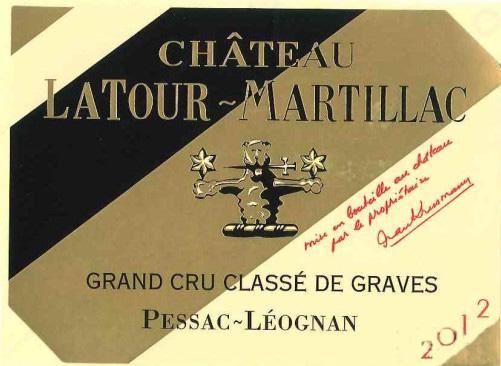 CHÂTEAU
LATOUR~MARTILLAC
mise en bouteille au château
par le propriétaire
GRAND CRU CLASSÉ DE GRAVES
PESSAC~LÉOGNAN
2012